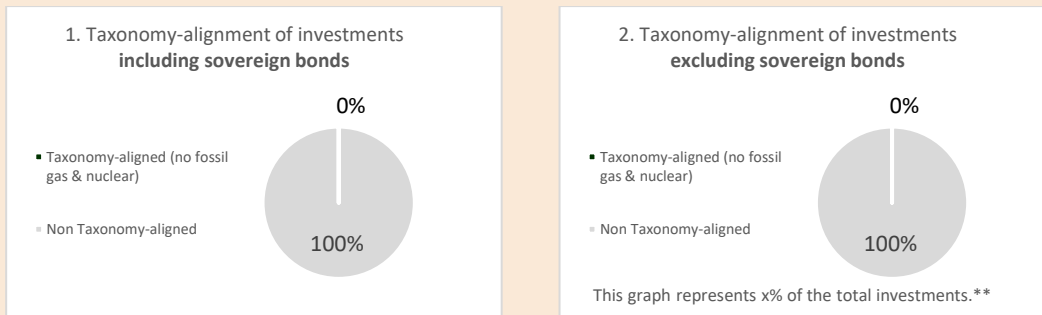 1. Taxonomy-alignment of investments
including sovereign bonds
0%
Taxonomy-aligned (no fossil
gas & nuclear)
Non Taxonomy-aligned
100%
2. Taxonomy-alignment of investments
excluding sovereign bonds
0%
Taxonomy-aligned (no fossil
gas & nuclear)
Non Taxonomy-aligned
100%
This graph represents x% of the total investments.**